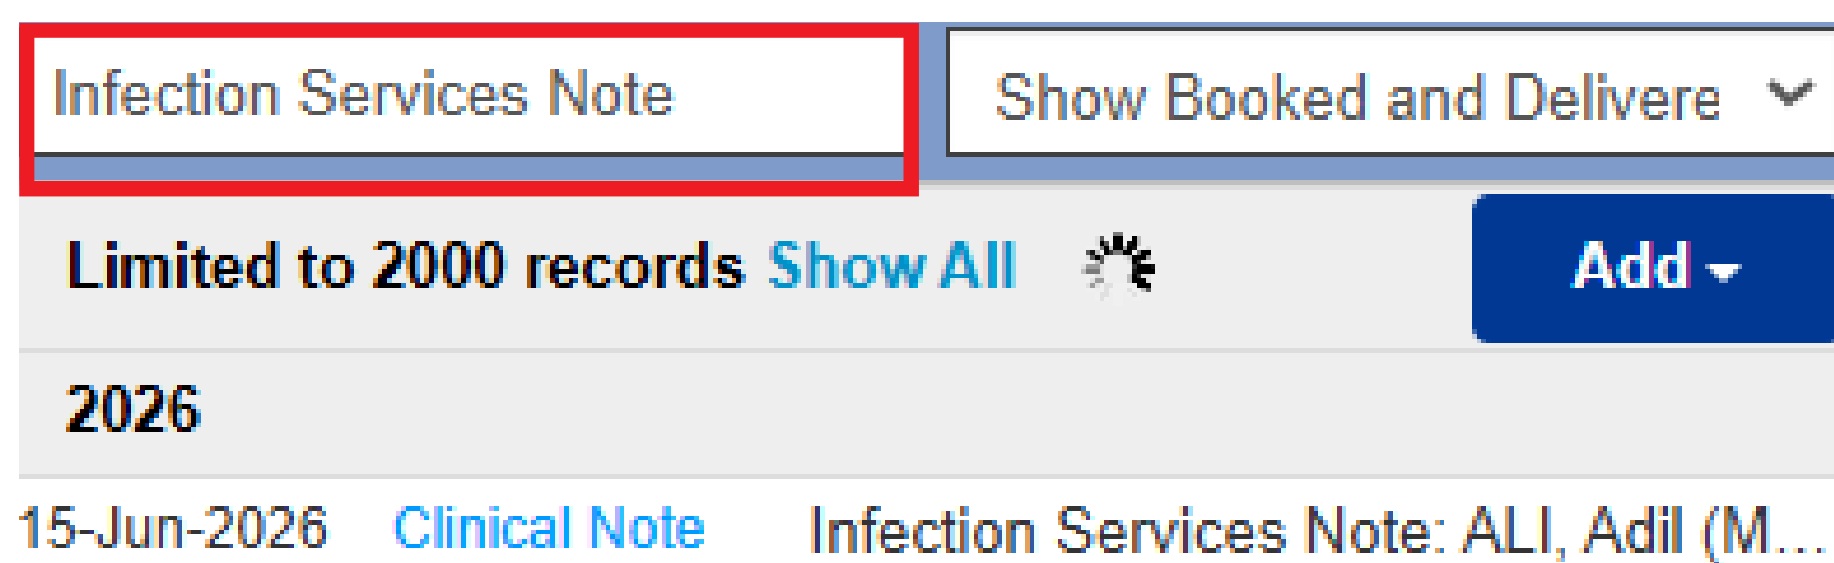 Infection Services Note
Show Booked and Delivere
Limited to 2000 records Show All
Add
2026
15-Jun-2026 Clinical Note Infection Services Note: ALI, Adil (M...